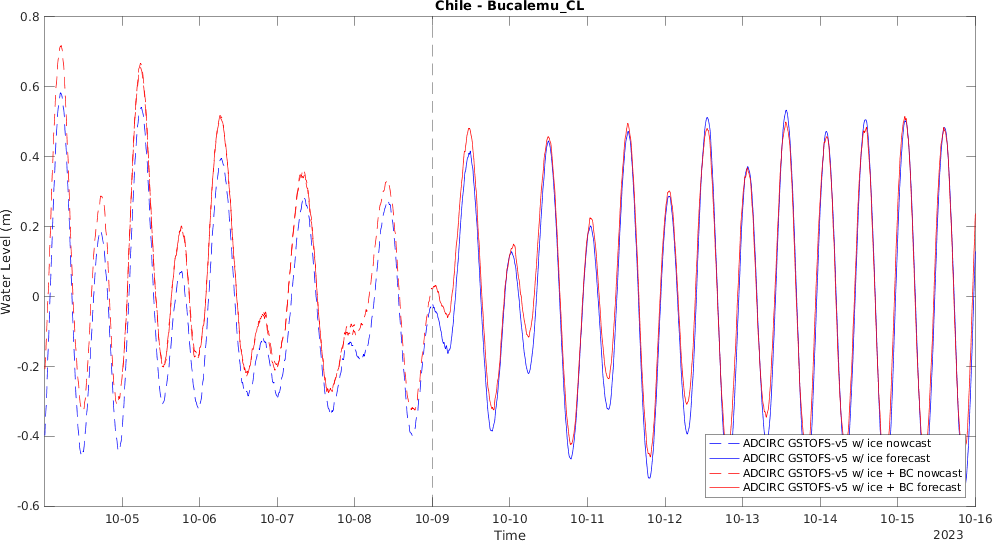 Chile - Bucalemu_CL
0.8
0.6
0.4
0.2
0
-0.2
-0.4
-0.6
Water Level (m)
10-05 10-06 10-07 10-08 10-09 10-10 10-11 10-12 10-13 10-14 10-15 10-16
Time
2023
ADCIRC GSTOFS-v5 w/ ice nowcast
ADCIRC GSTOFS-v5 w/ ice forecast
ADCIRC GSTOFS-v5 w/ ice + BC nowcast
ADCIRC GSTOFS-v5 w/ ice + BC forecast